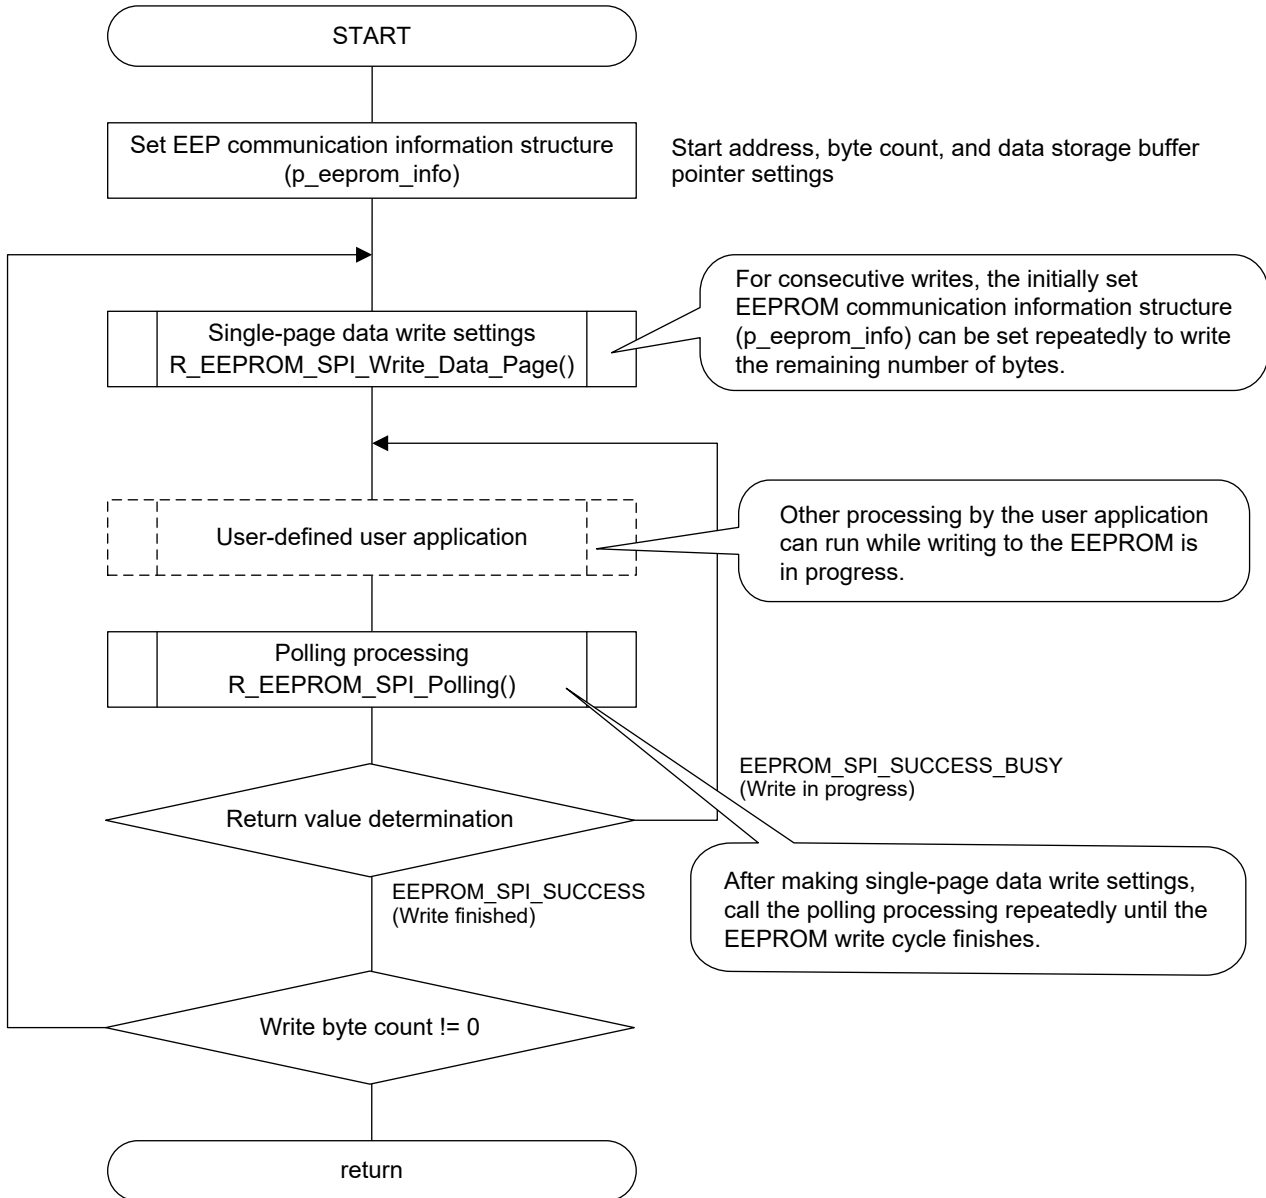 START
Set EEP communication information structure
(p_eeprom_info)
Start address, byte count, and data storage buffer
pointer settings
Single-page data write settings
R_EEPROM_SPI_Write_Data_Page()
For consecutive writes, the initially set
EEPROM communication information structure
(p_eeprom_info) can be set repeatedly to write
the remaining number of bytes.
User-defined user application
Other processing by the user application
can run while writing to the EEPROM is
in progress.
Polling processing
R_EEPROM_SPI_Polling()
EEPROM_SPI_SUCCESS_BUSY
(Write in progress)
Return value determination
EEPROM_SPI_SUCCESS
(Write finished)
After making single-page data write settings,
call the polling processing repeatedly until the
EEPROM write cycle finishes.
Write byte count != 0
return